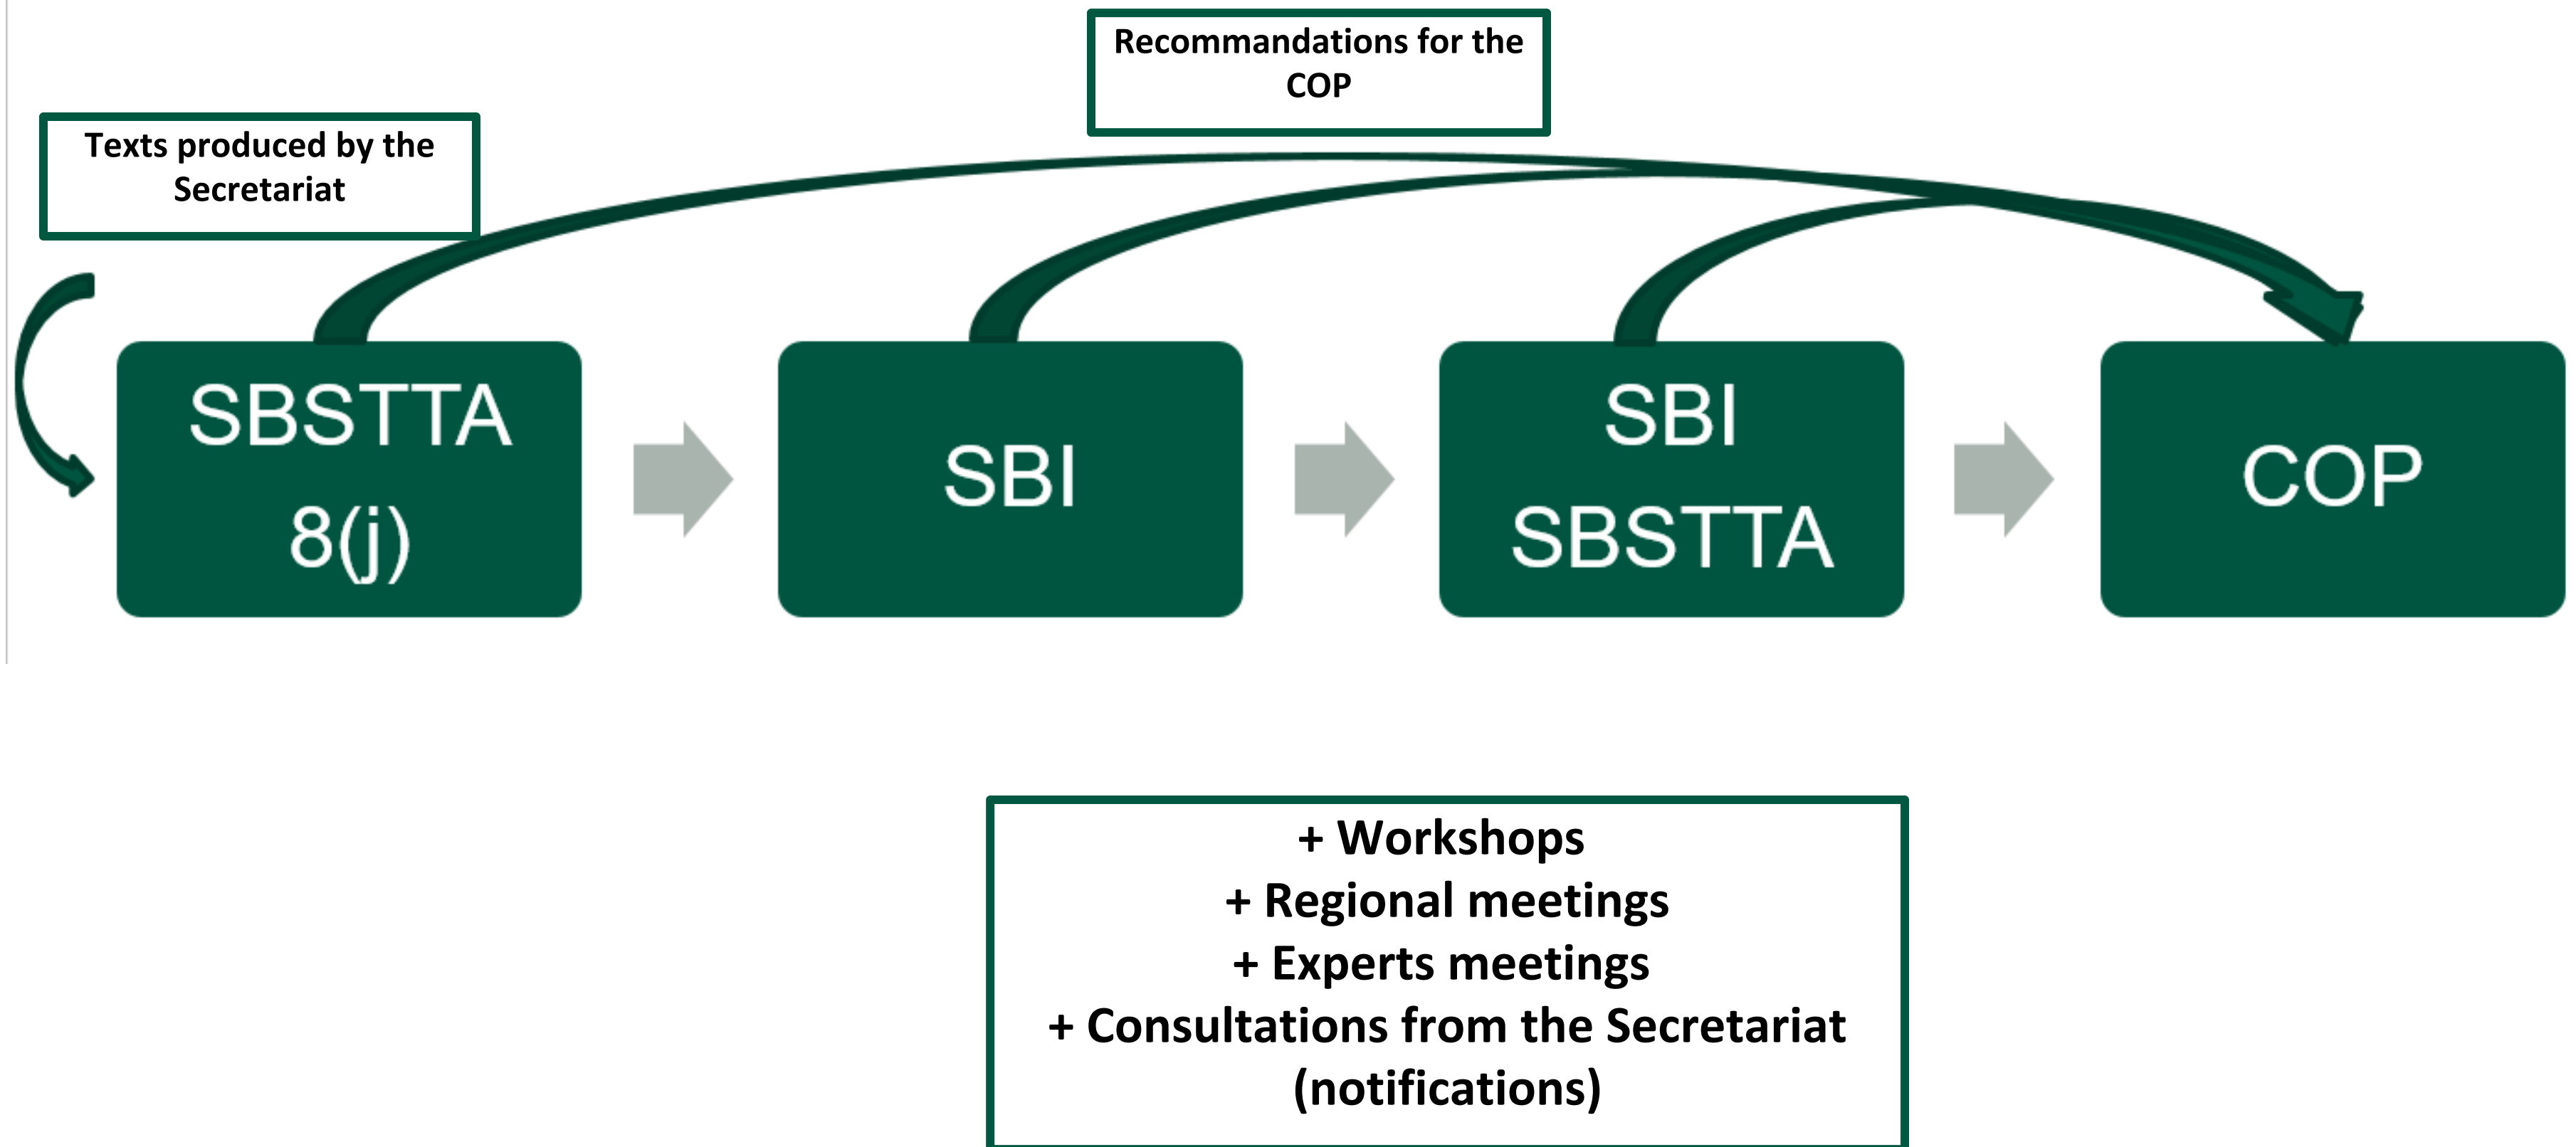 Recommandations for the
COP
Texts produced by the
Secretariat
SBSTTA
8(j)
SBI
SBI
SBSTTA
COP
+ Workshops
+ Regional meetings
+ Experts meetings
+ Consultations from the Secretariat
(notifications)